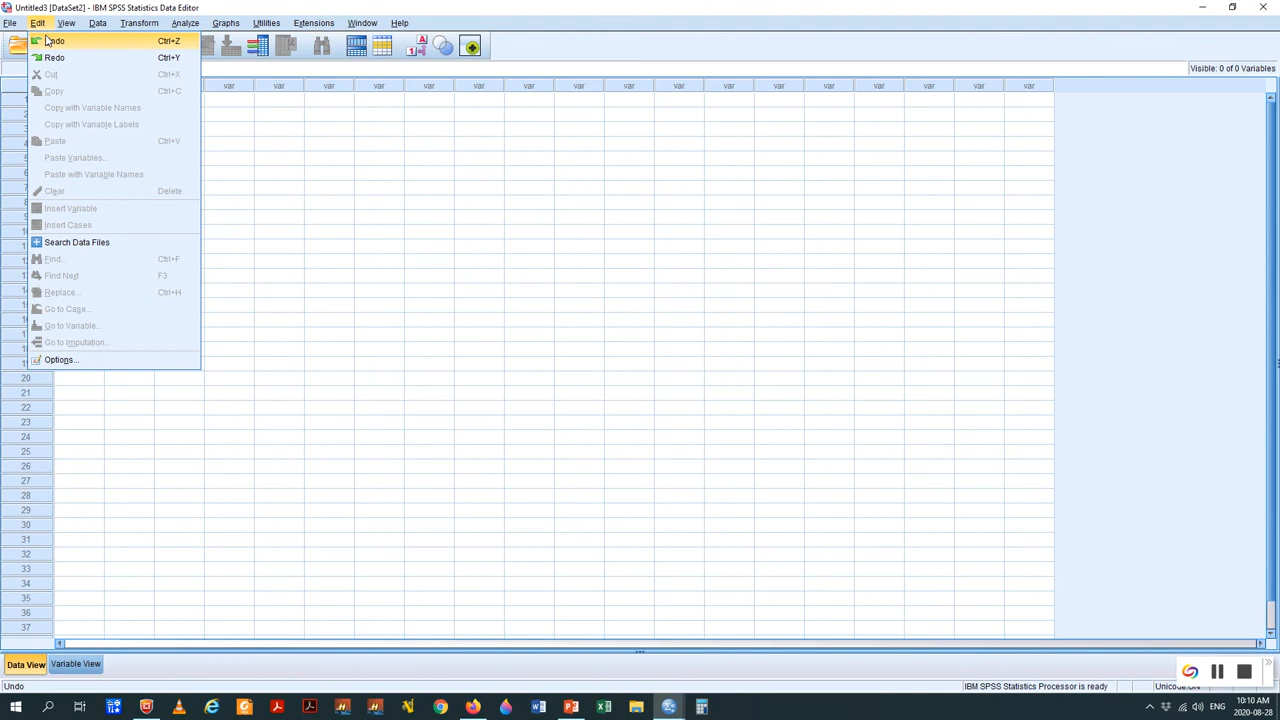 Untitled3 [DataSet2] - IBM SPSS Statistics Data Editor
File Edit View Data Transform Analyze Graphs Utilities Extensions Window Help
Ctrl+Z
Redo Ctrl+Y
Cut Ctrl+X
Copy Ctrl+C
Copy with Variable Names
Copy with Variable Labels
Paste Ctrl+V
Paste Variables...
Paste with Variable Names
Clear Delete
Insert Variable
Insert Cases
Search Data Files
Find... Ctrl+F
Find Next F3
Replace... Ctrl+H
Go to Case...
Go to Variable...
Go to Imputation...
Options...
Visible: 0 of 0 Variables
var var var var var var var var var var var var var var var var var
20
21
22
23
24
25
26
27
28
29
30
31
32
33
34
35
36
37
Data View Variable View
Undo
IBM SPSS Statistics Processor is ready
Unicode:ON
ENG
10:10 AM
2020-08-28